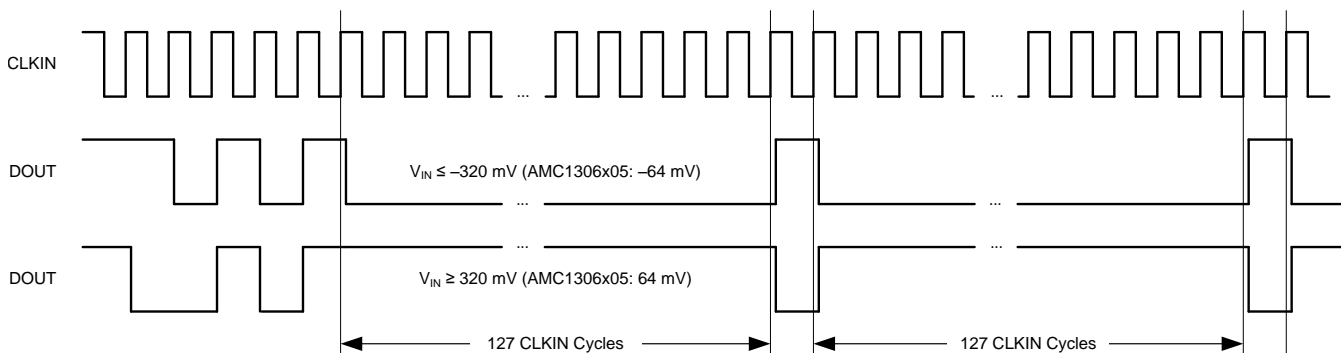 CLKIN
...
...
DOUT
VIN ≤ –320 mV (AMC1306x05: –64 mV)
...
...
DOUT
...
...
VIN ≥ 320 mV (AMC1306x05: 64 mV)
127 CLKIN Cycles
127 CLKIN Cycles